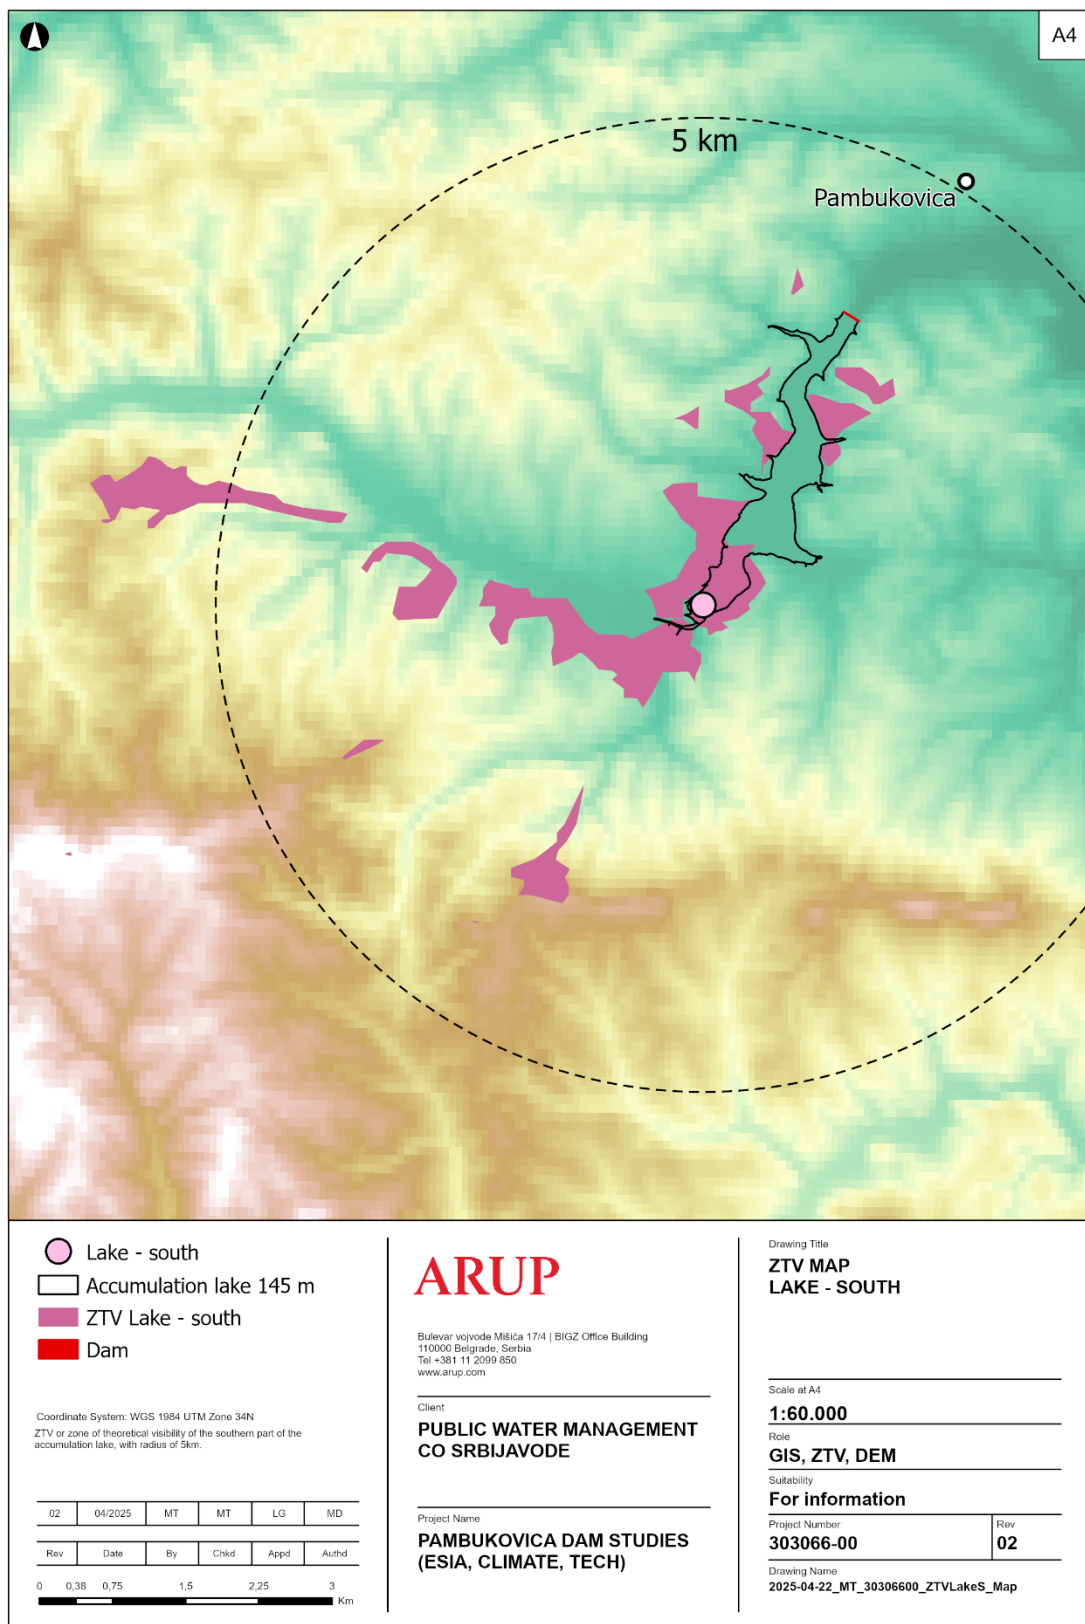 A4
5 km
Pambukovica
Lake - south
Accumulation lake 145 m
ZTV Lake - south
Dam
Coordinate System: WGS 1984 UTM Zone 34N
ZTV or zone of theoretical visibility of the southern part of the
accumulation lake, with radius of 5km.
02 04/2025 MT MT LG MD
Rev Date By Chkd Appd Authd
0 0,38 0,75 1,5 2,25 3
Km
ARUP
Bulevar vojvode Mišića 17/4 | BIGZ Office Building
110000 Belgrade, Serbia
Tel +381 11 2099 850
www.arup.com
Client
PUBLIC WATER MANAGEMENT
CO SRBIJAVODE
Project Name
PAMBUKOVICA DAM STUDIES
(ESIA, CLIMATE, TECH)
Drawing Title
ZTV MAP
LAKE - SOUTH
Scale at A4
1:60.000
Role
GIS, ZTV, DEM
Suitability
For information
Project Number
303066-00
Rev
02
Drawing Name
2025-04-22_MT_30306600_ZTVLakeS_Map